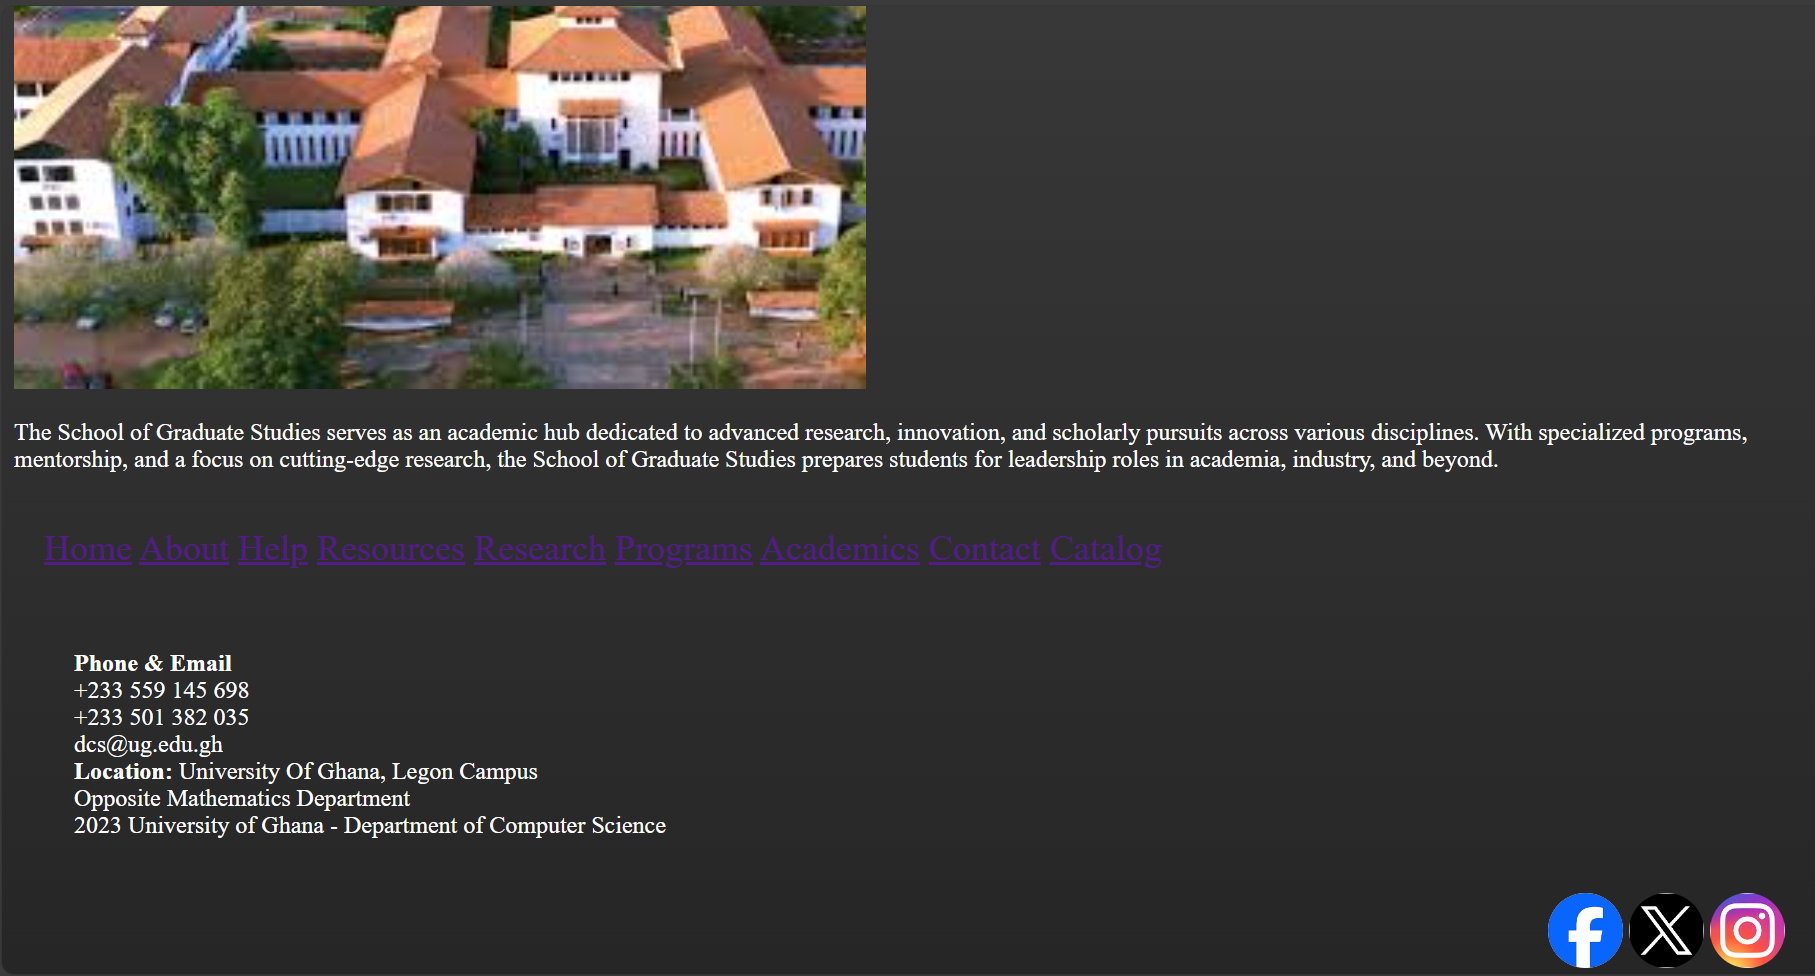 The School of Graduate Studies serves as an academic hub dedicated to advanced research, innovation, and scholarly pursuits across various disciplines. With specialized programs,
mentorship, and a focus on cutting-edge research, the School of Graduate Studies prepares students for leadership roles in academia, industry, and beyond.
Home About Help Resources Research Programs Academics Contact Catalog
Phone & Email
+233 559 145 698
+233 501 382 035
dcs@ug.edu.gh
Location: University Of Ghana, Legon Campus
Opposite Mathematics Department
2023 University of Ghana - Department of Computer Science